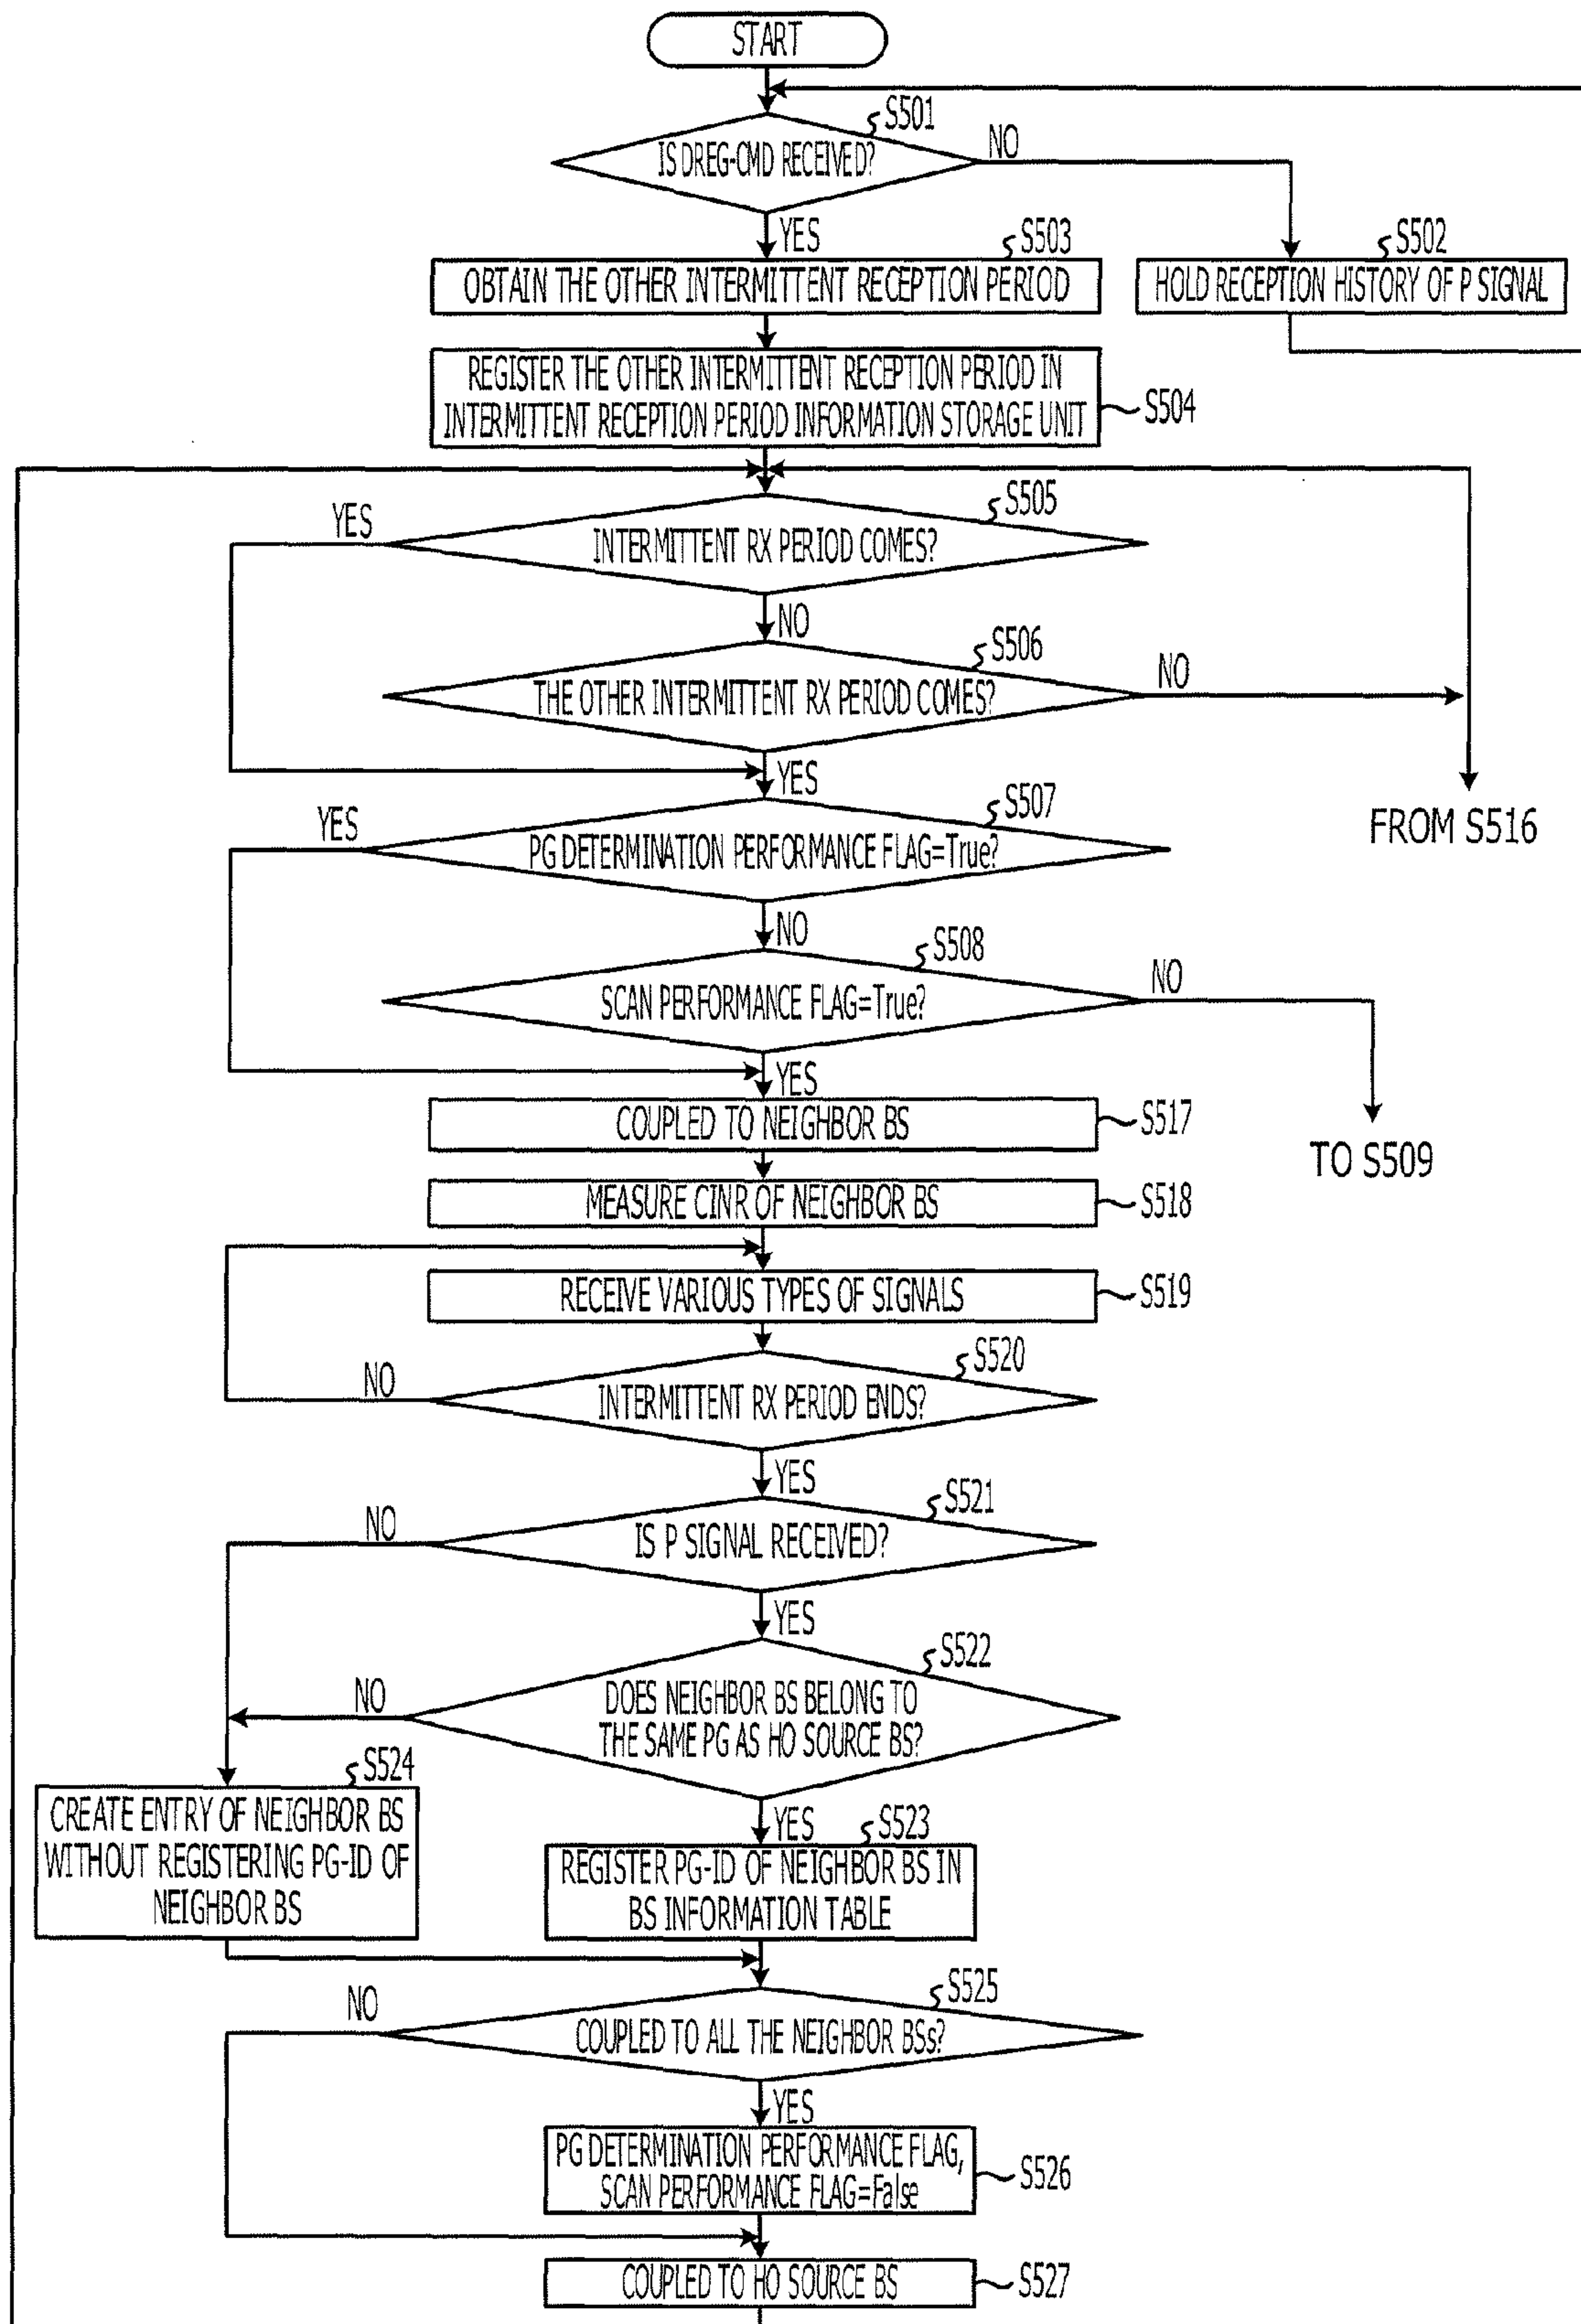 START
S501
IS DREG-CMD RECEIVED?
NO
YES
S503
S502
OBTAIN THE OTHER INTERMITTENT RECEPTION PERIOD
HOLD RECEPTION HISTORY OF P SIGNAL
REGISTER THE OTHER INTERMITTENT RECEPTION PERIOD IN
INTERMITTENT RECEPTION PERIOD INFORMATION STORAGE UNIT
S504
S505
YES
INTERMITTENT RX PERIOD COMES?
NO
S506
THE OTHER INTERMITTENT RX PERIOD COMES?
NO
YES
S507
YES
PG DETERMINATION PERFORMANCE FLAG=True?
FROM S516
NO
S508
SCAN PERFORMANCE FLAG=True?
NO
YES
COUPLED TO NEIGHBOR BS
S517
TO S509
MEASURE CINR OF NEIGHBOR BS
S518
RECEIVE VARIOUS TYPES OF SIGNALS
S519
S520
NO
INTERMITTENT RX PERIOD ENDS?
YES
S521
NO
IS P SIGNAL RECEIVED?
YES
S522
NO
DOES NEIGHBOR BS BELONG TO
THE SAME PG AS HO SOURCE BS?
S524
CREATE ENTRY OF NEIGHBOR BS
WITHOUT REGISTERING PG-ID OF
NEIGHBOR BS
YES
S523
REGISTER PG-ID OF NEIGHBOR BS IN
BS INFORMATION TABLE
S525
NO
COUPLED TO ALL THE NEIGHBOR BSs?
YES
PG DETERMINATION PERFORMANCE FLAG,
SCAN PERFORMANCE FLAG=False
S526
COUPLED TO HO SOURCE BS
S527